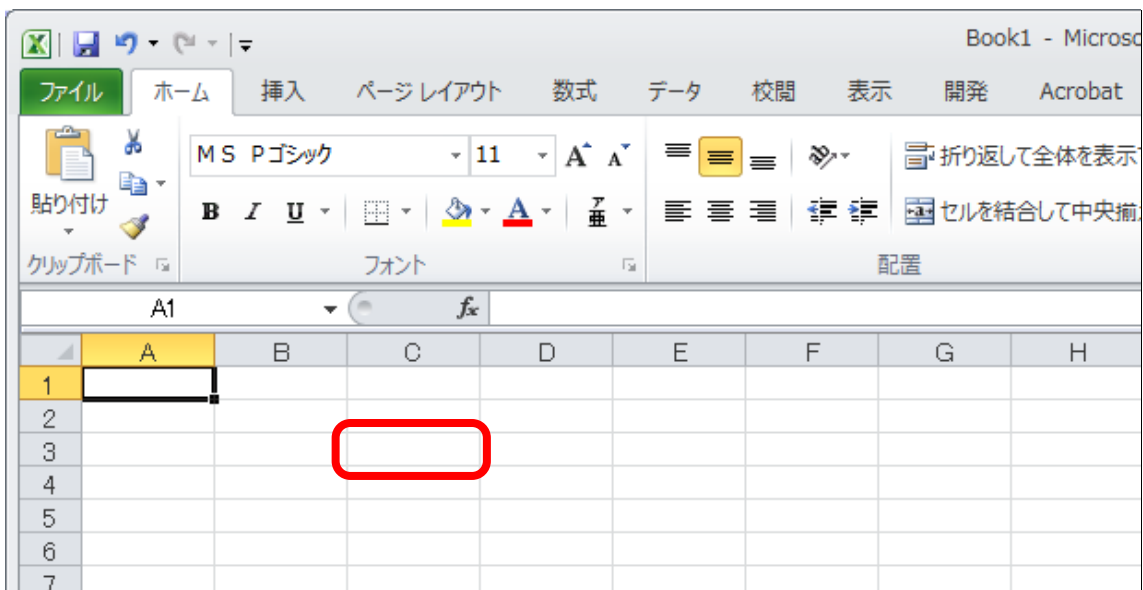 Book1 - Microsc
ファイル ホーム 挿入 ページ レイアウト 数式 データ 校閲 表示 開発 Acrobat
ＭＳ Ｐゴシック 11 A A 折り返して全体を表示
貼り付け B I U A ア亜 セルを結合して中央揃
クリップボード フォント 配置
A1 fx
A B C D E F G H
1
2
3
4
5
6
7